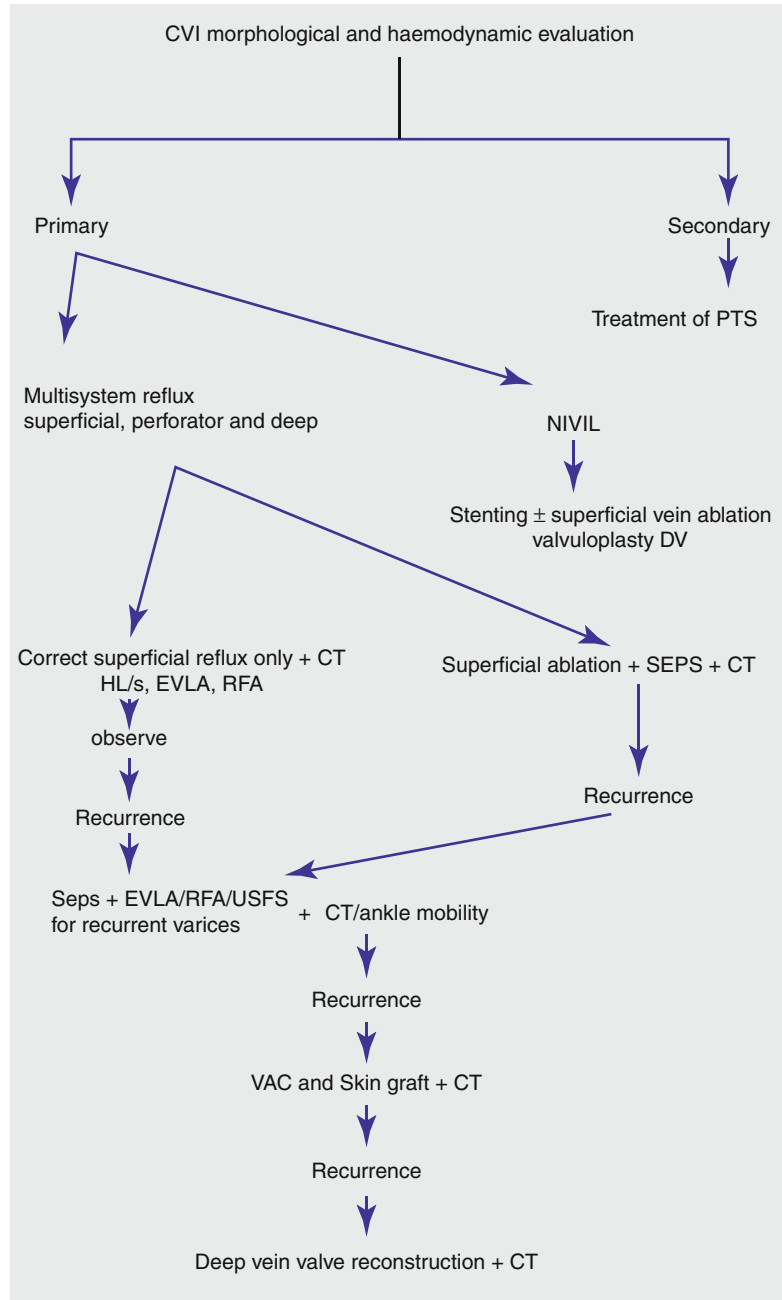 CVI morphological and haemodynamic evaluation
Primary
Secondary
Treatment of PTS
Multisystem reflux
superficial, perforator and deep
NIVIL
Stenting ± superficial vein ablation
valvuloplasty DV
Correct superficial reflux only + CT
HL/s, EVLA, RFA
Superficial ablation + SEPS + CT
observe
Recurrence
Recurrence
Seps + EVLA/RFA/USFS
for recurrent varices
+ CT/ankle mobility
Recurrence
VAC and Skin graft + CT
Recurrence
Deep vein valve reconstruction + CT